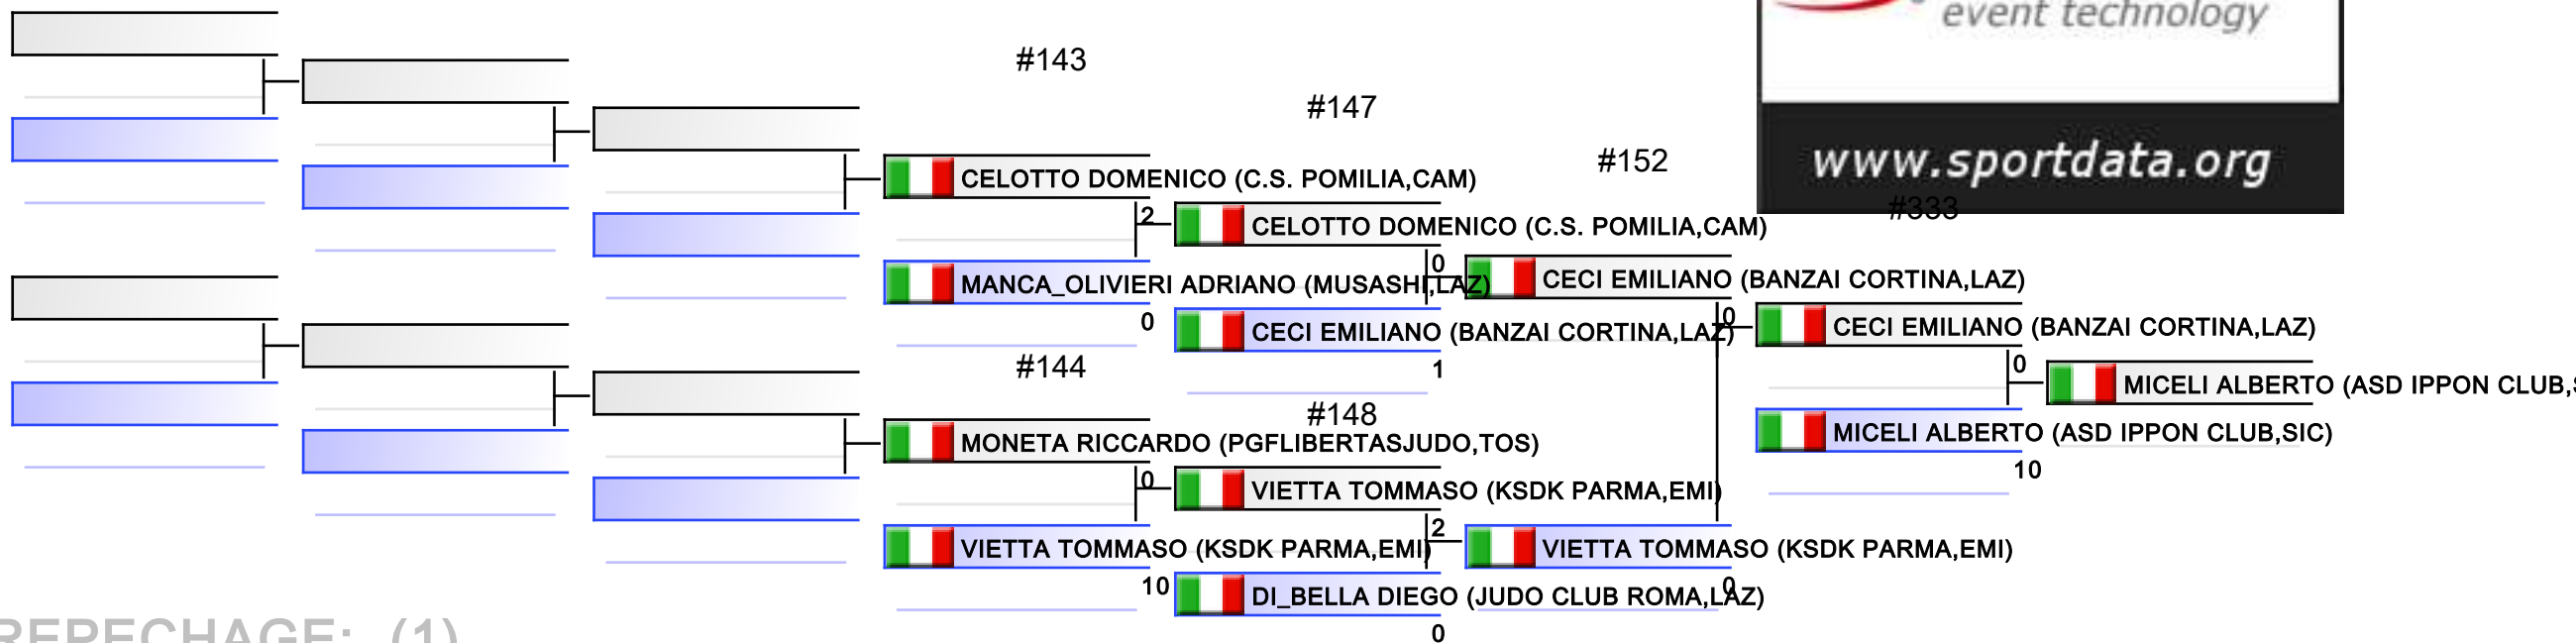 event technology
www.sportdata.org
#143
#147
#152
#333
CELOTTO DOMENICO (C.S. POMILIA,CAM)
2
CELOTTO DOMENICO (C.S. POMILIA,CAM)
MANCA_OLIVIERI ADRIANO (MUSASHI,LAZ)
0
0
CECI EMILIANO (BANZAI CORTINA,LAZ)
CECI EMILIANO (BANZAI CORTINA,LAZ)
1
0
CECI EMILIANO (BANZAI CORTINA,LAZ)
0
MICELI ALBERTO (ASD IPPON CLUB,
MICELI ALBERTO (ASD IPPON CLUB,SIC)
10
#144
#148
MONETA RICCARDO (PGFLIBERTASJUDO,TOS)
0
VIETTA TOMMASO (KSDK PARMA,EMI)
VIETTA TOMMASO (KSDK PARMA,EMI)
10
2
VIETTA TOMMASO (KSDK PARMA,EMI)
0
DI_BELLA DIEGO (JUDO CLUB ROMA,LAZ)
0
REPECHAGE: (1)